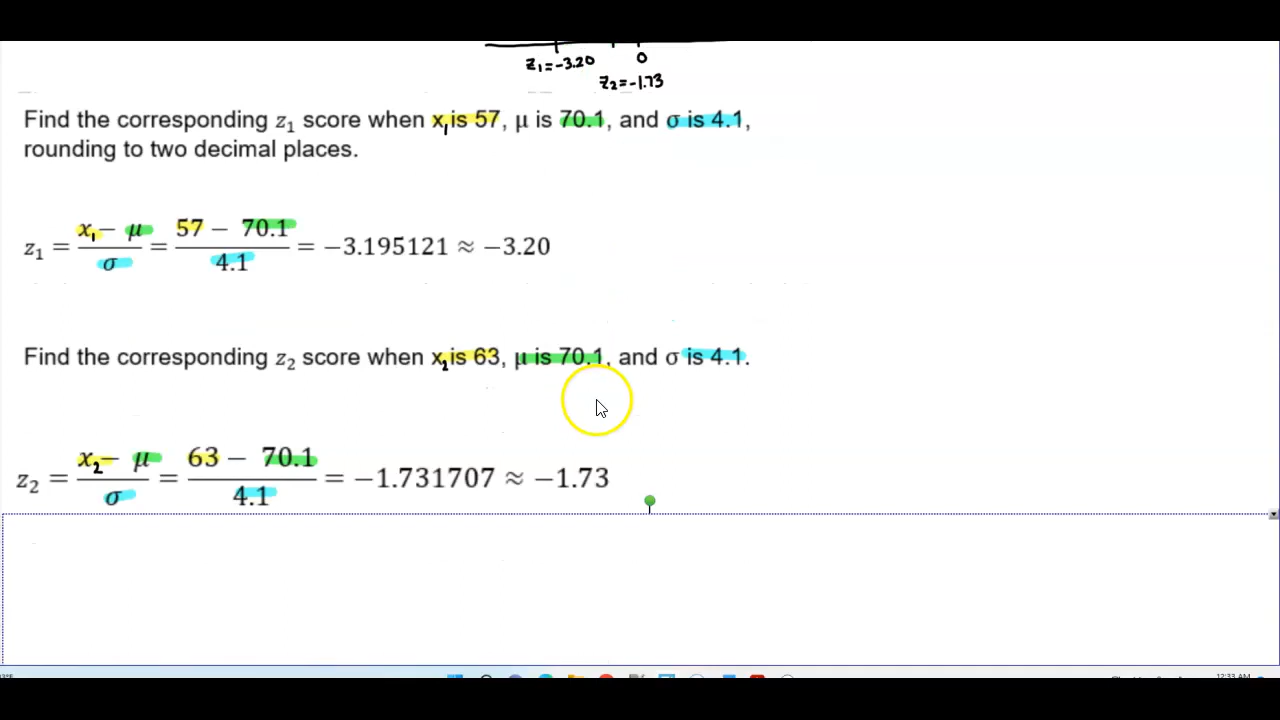 z₁=-3.20
0
z₂=-1.73
Find the corresponding z₁ score when x₁ is 57, μ is 70.1, and σ is 4.1,
rounding to two decimal places.
z₁ = (x₁ − μ)/σ = (57 − 70.1)/4.1 = −3.195121 ≈ −3.20
Find the corresponding z₂ score when x₂ is 63, μ is 70.1, and σ is 4.1.
z₂ = (x₂ − μ)/σ = (63 − 70.1)/4.1 = −1.731707 ≈ −1.73
12:33 AM